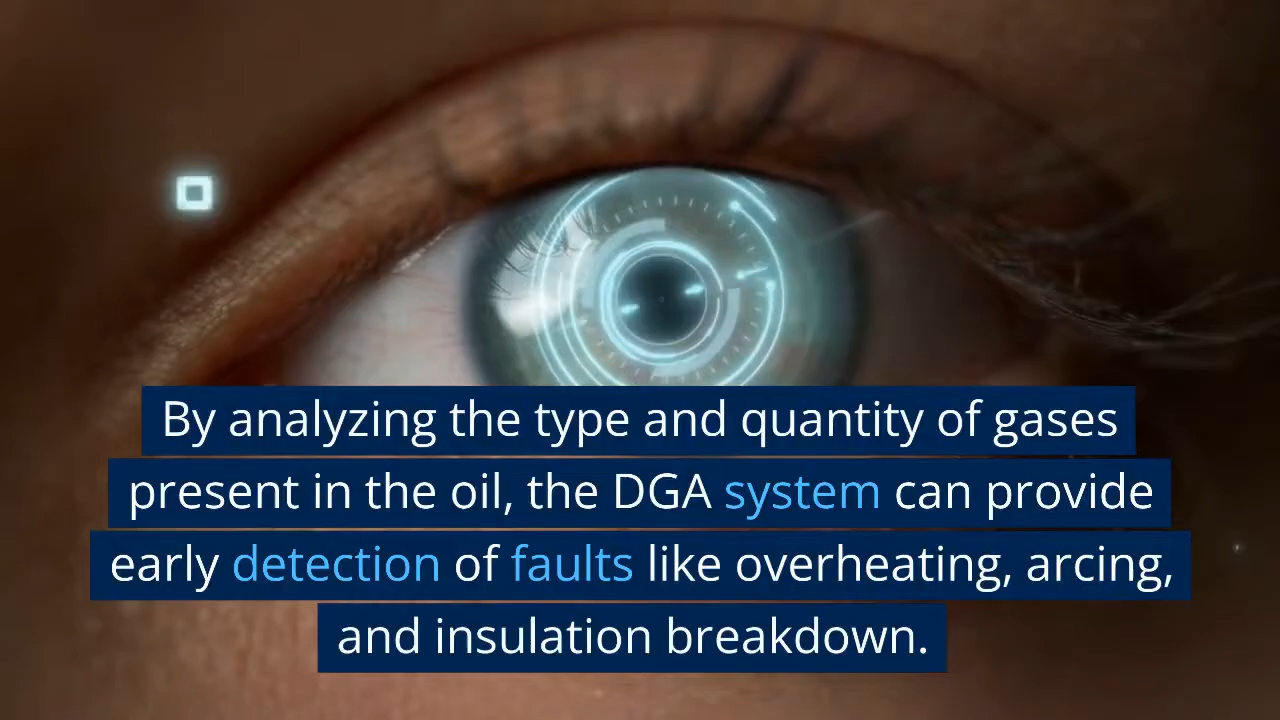 By analyzing the type and quantity of gases
present in the oil, the DGA system can provide
early detection of faults like overheating, arcing,
and insulation breakdown.